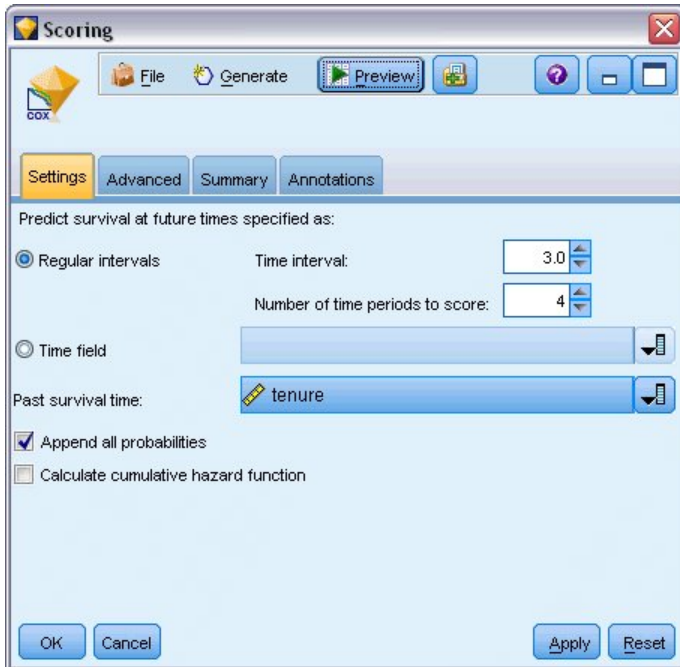 Scoring
File Generate Preview
COX
Settings Advanced Summary Annotations
Predict survival at future times specified as:
Regular intervals Time interval: 3.0
Number of time periods to score: 4
Time field
Past survival time: tenure
Append all probabilities
Calculate cumulative hazard function
OK Cancel Apply Reset